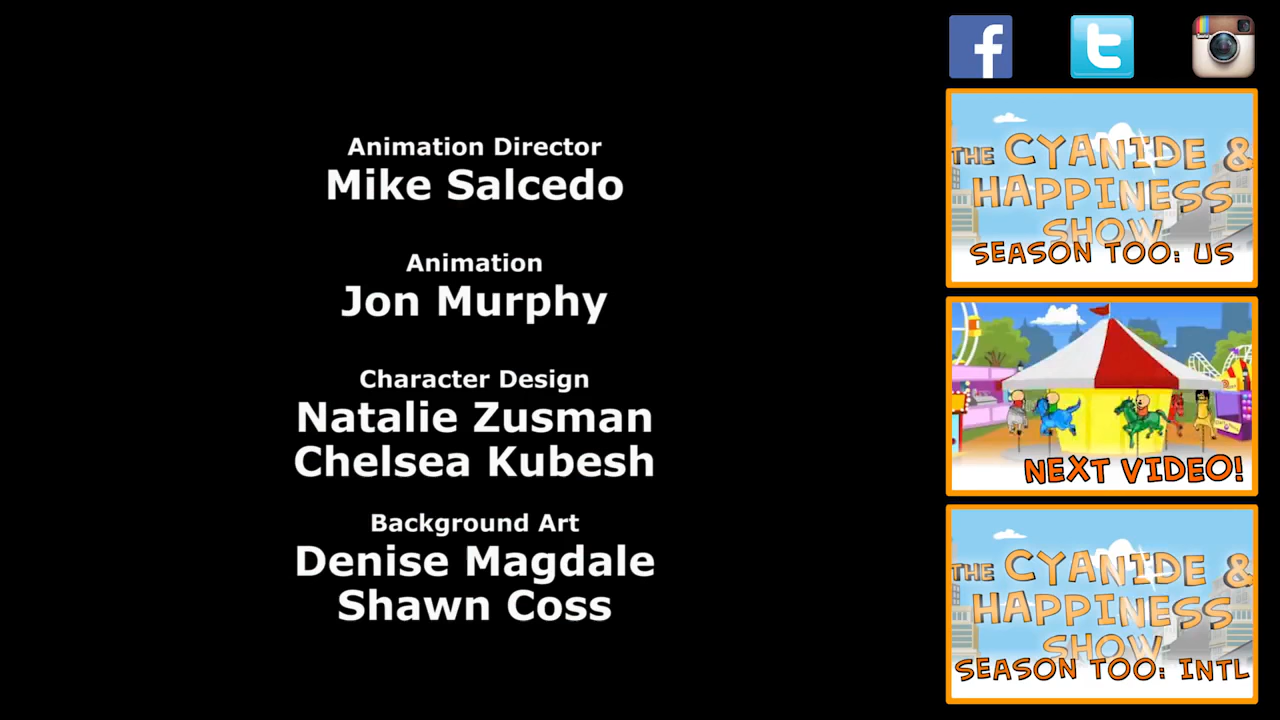 Animation Director
Mike Salcedo
Animation
Jon Murphy
Character Design
Natalie Zusman
Chelsea Kubesh
Background Art
Denise Magdale
Shawn Coss
THE CYANIDE &
HAPPINESS
SHOW
SEASON TOO: US
NEXT VIDEO!
THE CYANIDE &
HAPPINESS
SHOW
SEASON TOO: INTL